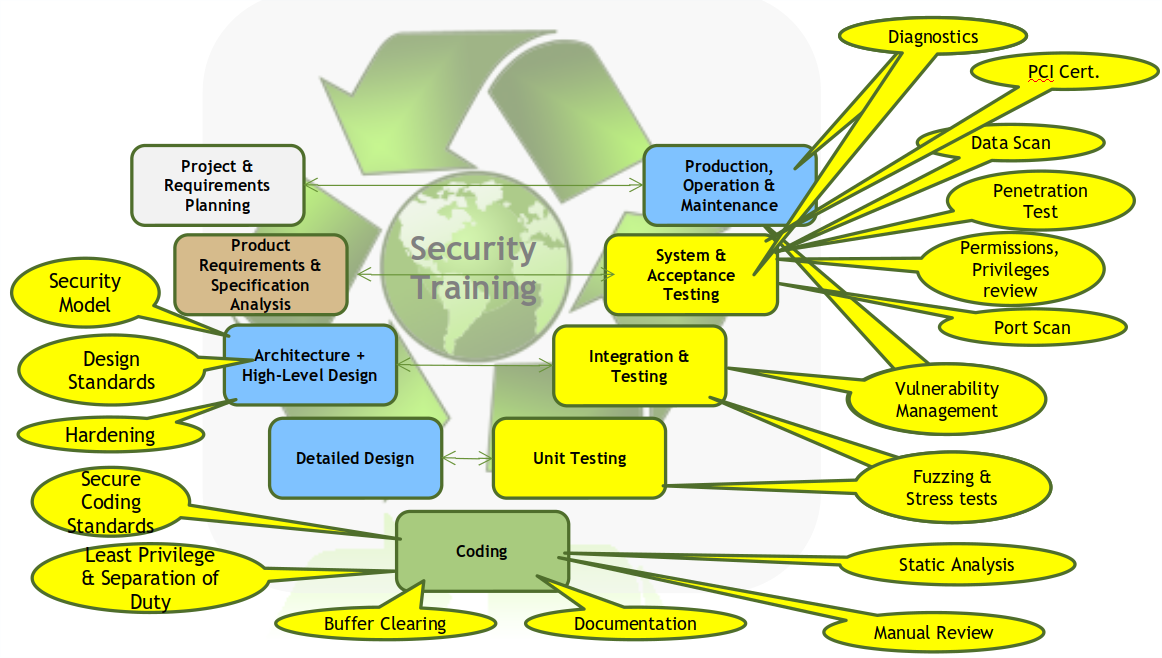 Diagnostics
PCI Cert.
Data Scan
Project &
Requirements
Planning
Production,
Operation &
Maintenance
Penetration
Test
Product
Requirements &
Specification
Analysis
Security
Training
System &
Acceptance
Testing
Permissions,
Privileges
review
Security
Model
Port Scan
Design
Standards
Architecture +
High-Level Design
Integration &
Testing
Vulnerability
Management
Hardening
Detailed Design
Unit Testing
Secure
Coding
Standards
Fuzzing &
Stress tests
Coding
Least Privilege
& Separation of
Duty
Static Analysis
Buffer Clearing
Documentation
Manual Review